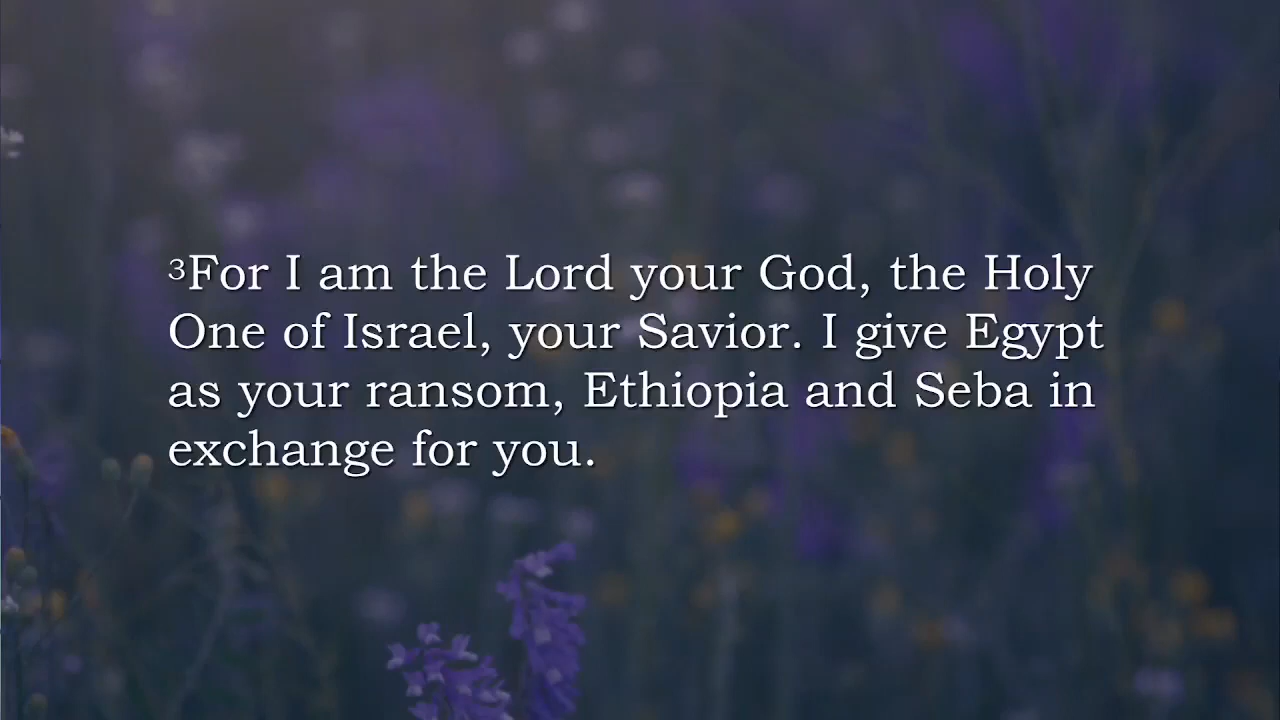 ³For I am the Lord your God, the Holy
One of Israel, your Savior. I give Egypt
as your ransom, Ethiopia and Seba in
exchange for you.